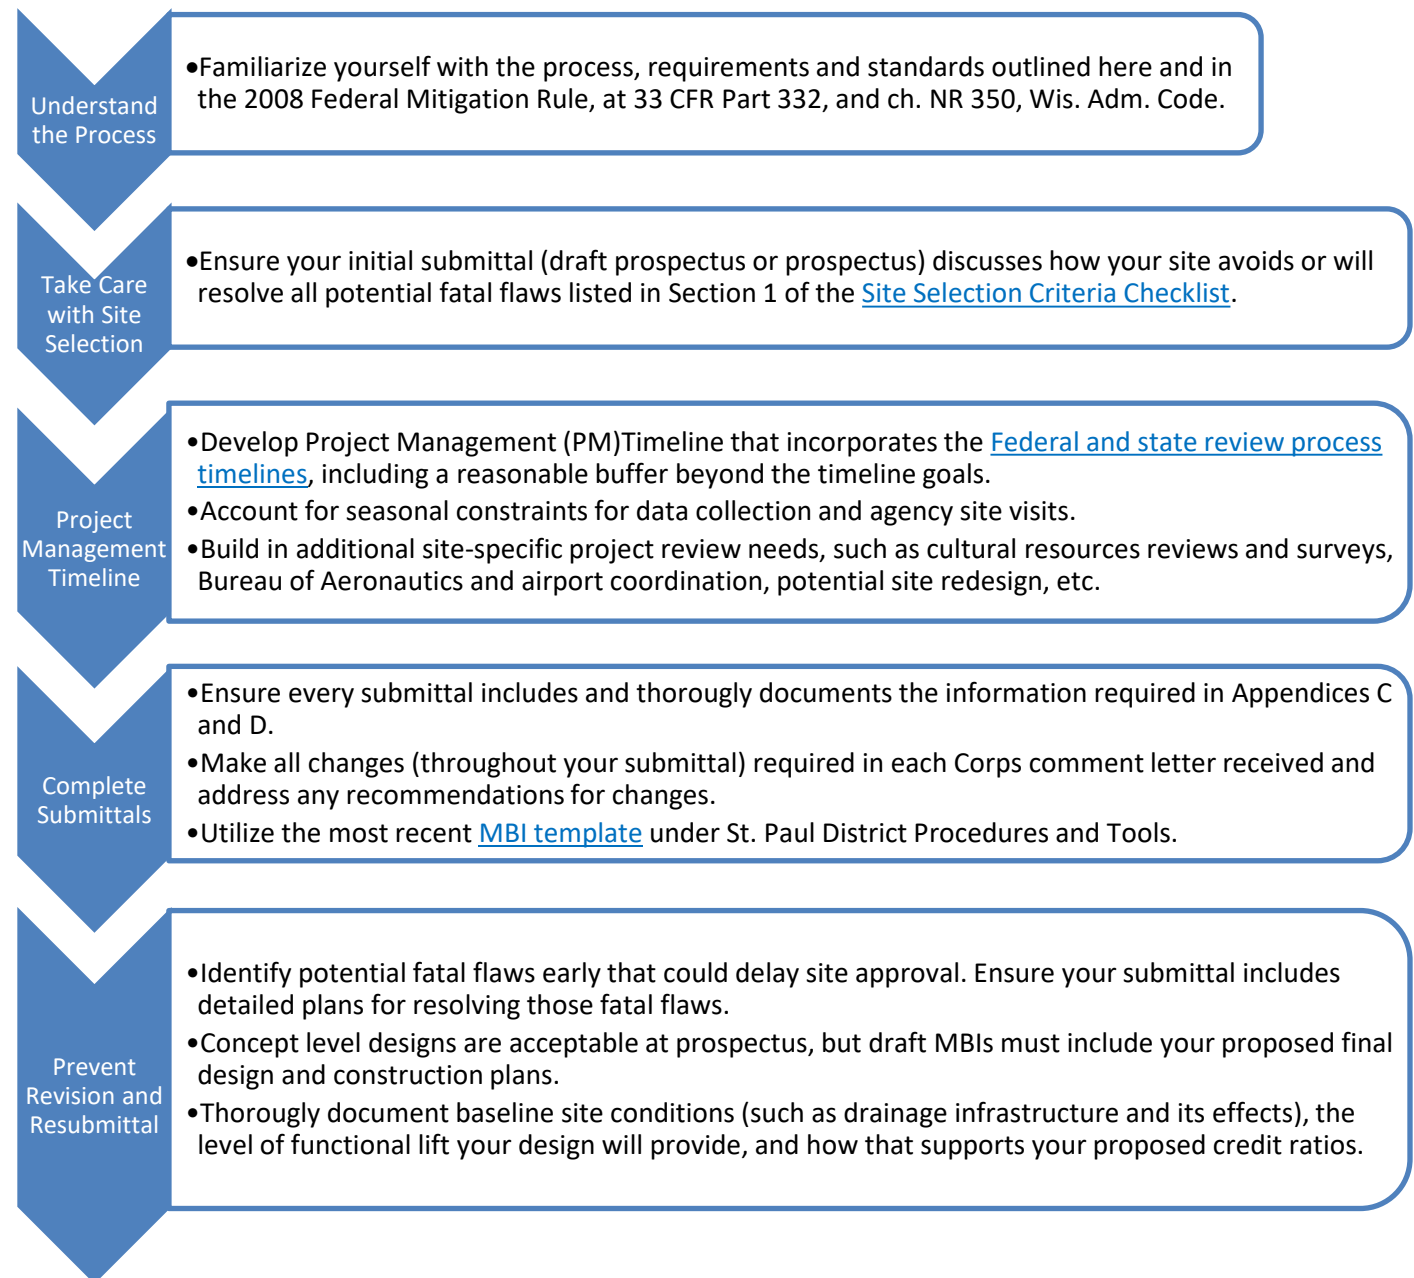 Understand
the Process
•Familiarize yourself with the process, requirements and standards outlined here and in
the 2008 Federal Mitigation Rule, at 33 CFR Part 332, and ch. NR 350, Wis. Adm. Code.
Take Care
with Site
Selection
•Ensure your initial submittal (draft prospectus or prospectus) discusses how your site avoids or will
resolve all potential fatal flaws listed in Section 1 of the Site Selection Criteria Checklist.
Project
Management
Timeline
•Develop Project Management (PM)Timeline that incorporates the Federal and state review process
timelines, including a reasonable buffer beyond the timeline goals.
•Account for seasonal constraints for data collection and agency site visits.
•Build in additional site-specific project review needs, such as cultural resources reviews and surveys,
Bureau of Aeronautics and airport coordination, potential site redesign, etc.
Complete
Submittals
•Ensure every submittal includes and thorougly documents the information required in Appendices C
and D.
•Make all changes (throughout your submittal) required in each Corps comment letter received and
address any recommendations for changes.
•Utilize the most recent MBI template under St. Paul District Procedures and Tools.
Prevent
Revision and
Resubmittal
•Identify potential fatal flaws early that could delay site approval. Ensure your submittal includes
detailed plans for resolving those fatal flaws.
•Concept level designs are acceptable at prospectus, but draft MBIs must include your proposed final
design and construction plans.
•Thorougly document baseline site conditions (such as drainage infrastructure and its effects), the
level of functional lift your design will provide, and how that supports your proposed credit ratios.